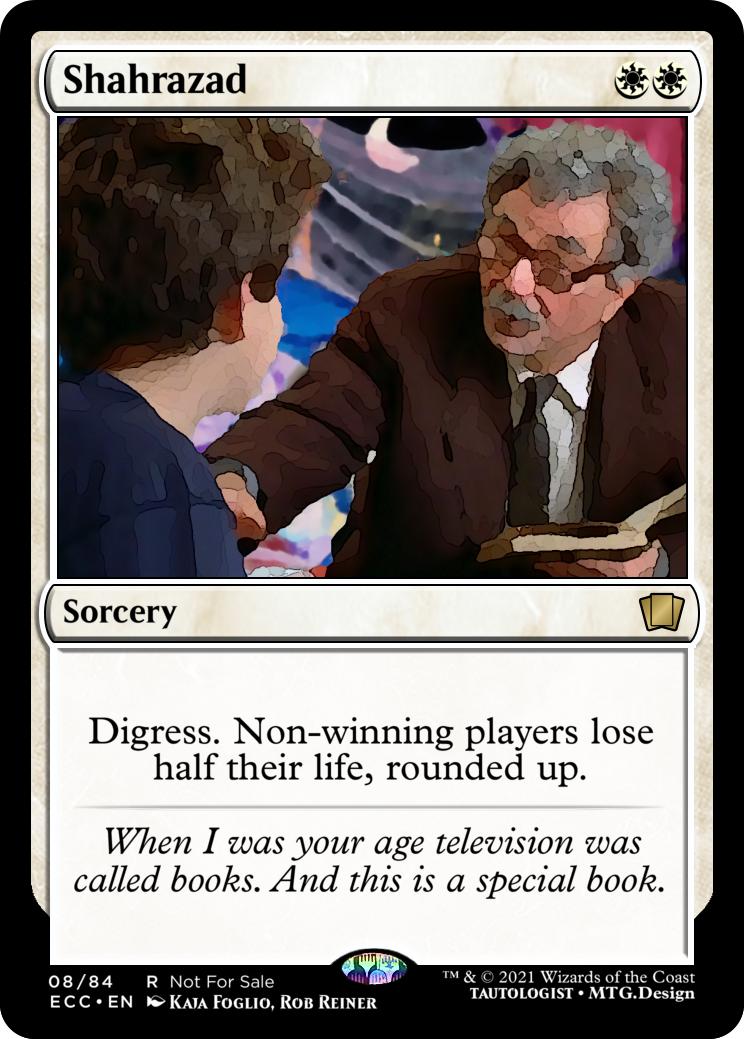 Shahrazad
Sorcery
Digress. Non-winning players lose
half their life, rounded up.
When I was your age television was
called books. And this is a special book.
08/84 R Not For Sale
ECC • EN Kaja Foglio, Rob Reiner
™ & © 2021 Wizards of the Coast
TAUTOLOGIST • MTG.Design